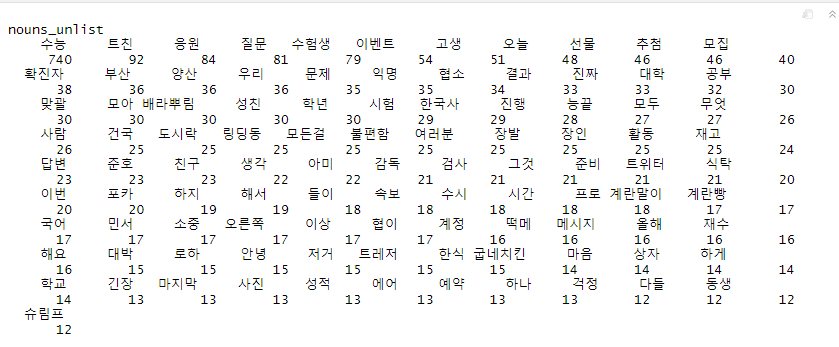 nouns_unlist
수능 트친 응원 질문 수험생 이벤트 고생 오늘 선물 추첨 모집
740 92 84 81 79 54 51 48 46 46 40
확진자 부산 양산 우리 문제 익명 협소 결과 진짜 대학 공부
38 36 36 36 35 35 34 33 33 32 30
맞팔 모아 배라뿌림 성친 학년 시험 한국사 진행 능끝 모두 무엇
30 30 30 30 30 29 29 28 27 27 26
사람 건국 도시락 링딩동 모든걸 불편함 여러분 장발 장인 활동 재고
26 25 25 25 25 25 25 25 25 25 24
답변 준호 친구 생각 아미 감독 검사 그것 준비 트위터 식탁
23 23 23 22 22 21 21 21 21 21 20
이번 포카 하지 해서 들이 속보 수시 시간 프로 계란말이 계란빵
20 20 19 19 18 18 18 18 18 17 17
국어 민서 소중 오른쪽 이상 협이 계정 떡메 메시지 올해 재수
17 17 17 17 17 17 16 16 16 16 16
해요 대박 로하 안녕 저거 트레저 한식 굽네치킨 마음 상자 하게
16 15 15 15 15 15 15 14 14 14 14
학교 긴장 마지막 사진 성적 에어 예약 하나 걱정 다들 동생
14 13 13 13 13 13 13 13 12 12 12
슈림프
12